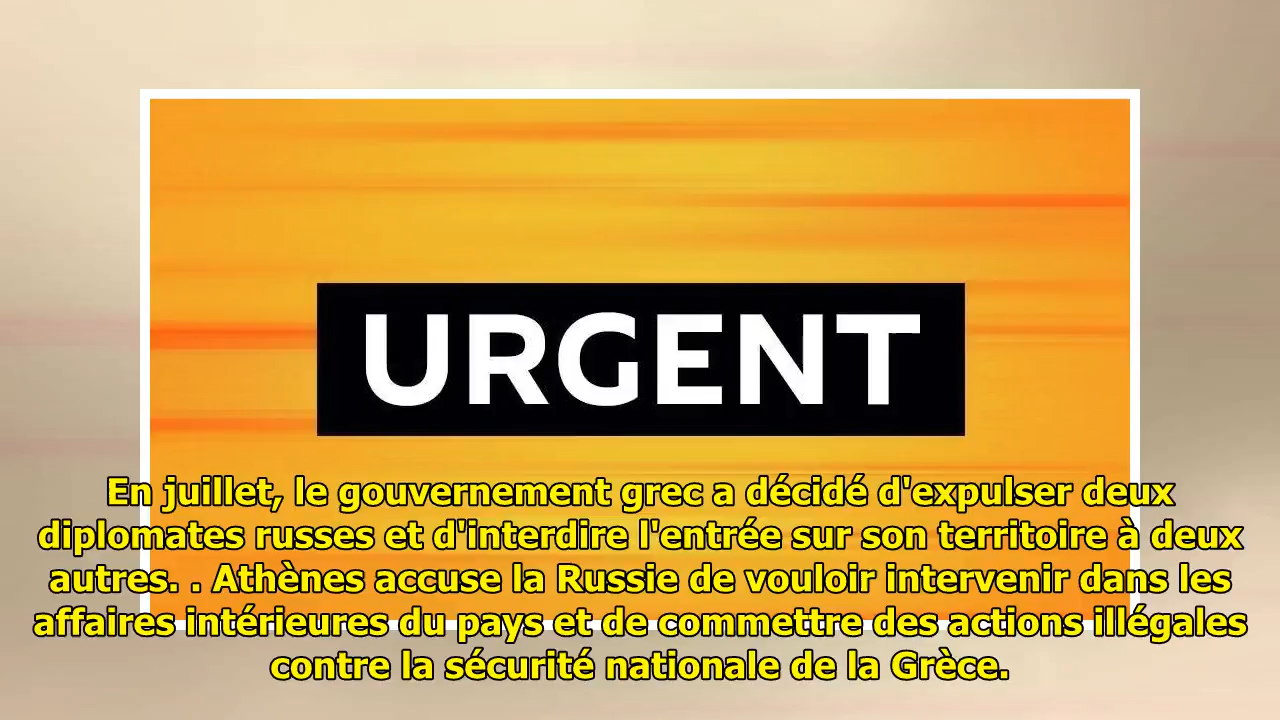 URGENT
En juillet, le gouvernement grec a décidé d'expulser deux
diplomates russes et d'interdire l'entrée sur son territoire à deux
autres. . Athènes accuse la Russie de vouloir intervenir dans les
affaires intérieures du pays et de commettre des actions illégales
contre la sécurité nationale de la Grèce.